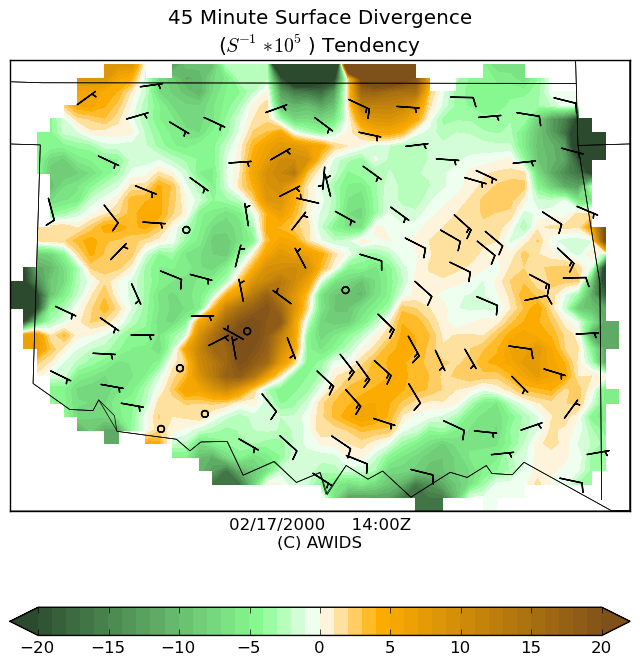 45 Minute Surface Divergence
(S⁻¹ * 10⁵ ) Tendency
02/17/2000 14:00Z
(C) AWIDS
−20 −15 −10 −5 0 5 10 15 20